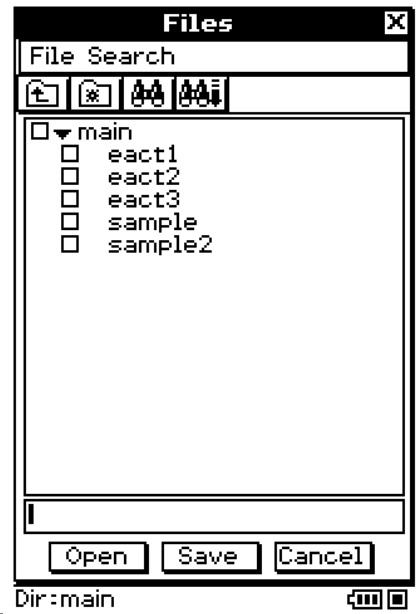 Files
File Search
main
eact1
eact2
eact3
sample
sample2
Open Save Cancel
Dir:main